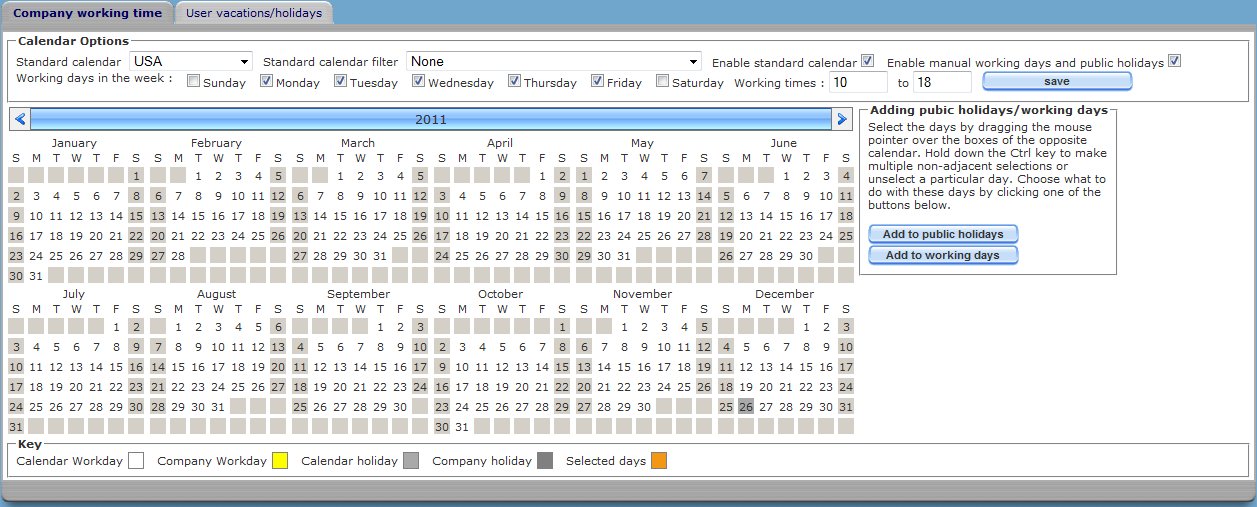 Company working time User vacations/holidays
Calendar Options
Standard calendar USA Standard calendar filter None Enable standard calendar Enable manual working days and public holidays
Working days in the week : Sunday Monday Tuesday Wednesday Thursday Friday Saturday Working times : 10 to 18 save
2011
January February March April May June
S M T W T F S S M T W T F S S M T W T F S S M T W T F S S M T W T F S S M T W T F S
1 1 2 3 4 5 1 2 3 4 5 1 2 1 2 3 4 5 6 7 1 2 3 4
2 3 4 5 6 7 8 6 7 8 9 10 11 12 6 7 8 9 10 11 12 3 4 5 6 7 8 9 8 9 10 11 12 13 14 5 6 7 8 9 10 11
9 10 11 12 13 14 15 13 14 15 16 17 18 19 13 14 15 16 17 18 19 10 11 12 13 14 15 16 15 16 17 18 19 20 21 12 13 14 15 16 17 18
16 17 18 19 20 21 22 20 21 22 23 24 25 26 20 21 22 23 24 25 26 17 18 19 20 21 22 23 22 23 24 25 26 27 28 19 20 21 22 23 24 25
23 24 25 26 27 28 29 27 28 27 28 29 30 31 24 25 26 27 28 29 30 29 30 31 26 27 28 29 30
30 31
July August September October November December
S M T W T F S S M T W T F S S M T W T F S S M T W T F S S M T W T F S S M T W T F S
1 2 1 2 3 4 5 6 1 2 3 1 1 2 3 4 5 1 2 3
3 4 5 6 7 8 9 7 8 9 10 11 12 13 4 5 6 7 8 9 10 2 3 4 5 6 7 8 6 7 8 9 10 11 12 4 5 6 7 8 9 10
10 11 12 13 14 15 16 14 15 16 17 18 19 20 11 12 13 14 15 16 17 9 10 11 12 13 14 15 13 14 15 16 17 18 19 11 12 13 14 15 16 17
17 18 19 20 21 22 23 21 22 23 24 25 26 27 18 19 20 21 22 23 24 16 17 18 19 20 21 22 20 21 22 23 24 25 26 18 19 20 21 22 23 24
24 25 26 27 28 29 30 28 29 30 31 25 26 27 28 29 30 23 24 25 26 27 28 29 27 28 29 30 25 26 27 28 29 30 31
31 30 31
Adding pubic holidays/working days
Select the days by dragging the mouse
pointer over the boxes of the opposite
calendar. Hold down the Ctrl key to make
multiple non-adjacent selections or
unselect a particular day. Choose what to
do with these days by clicking one of the
buttons below.
Add to public holidays
Add to working days
Key
Calendar Workday Company Workday Calendar holiday Company holiday Selected days